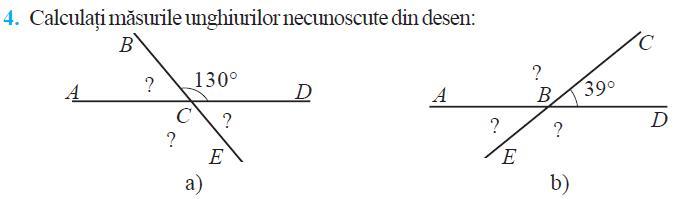 4. Calculați măsurile unghiurilor necunoscute din desen:
B
? 130°
A D
C ?
?
E
a)
C
?
A B 39°
D
? ?
E
b)